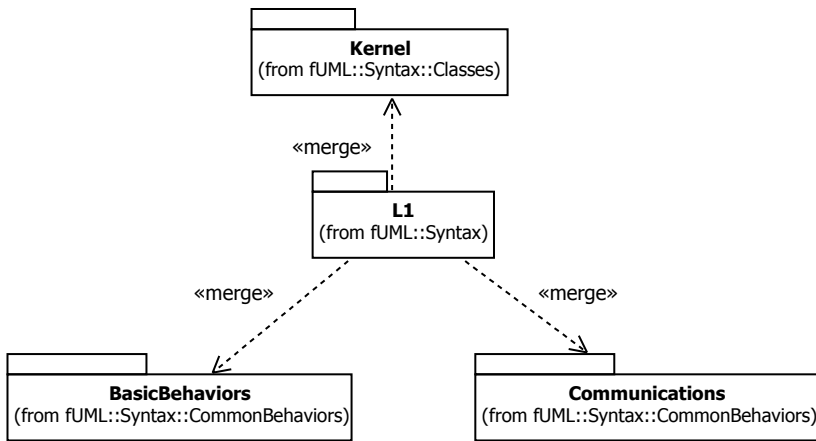 Kernel
(from fUML::Syntax::Classes)
«merge»
L1
(from fUML::Syntax)
«merge»
«merge»
BasicBehaviors
(from fUML::Syntax::CommonBehaviors)
Communications
(from fUML::Syntax::CommonBehaviors)